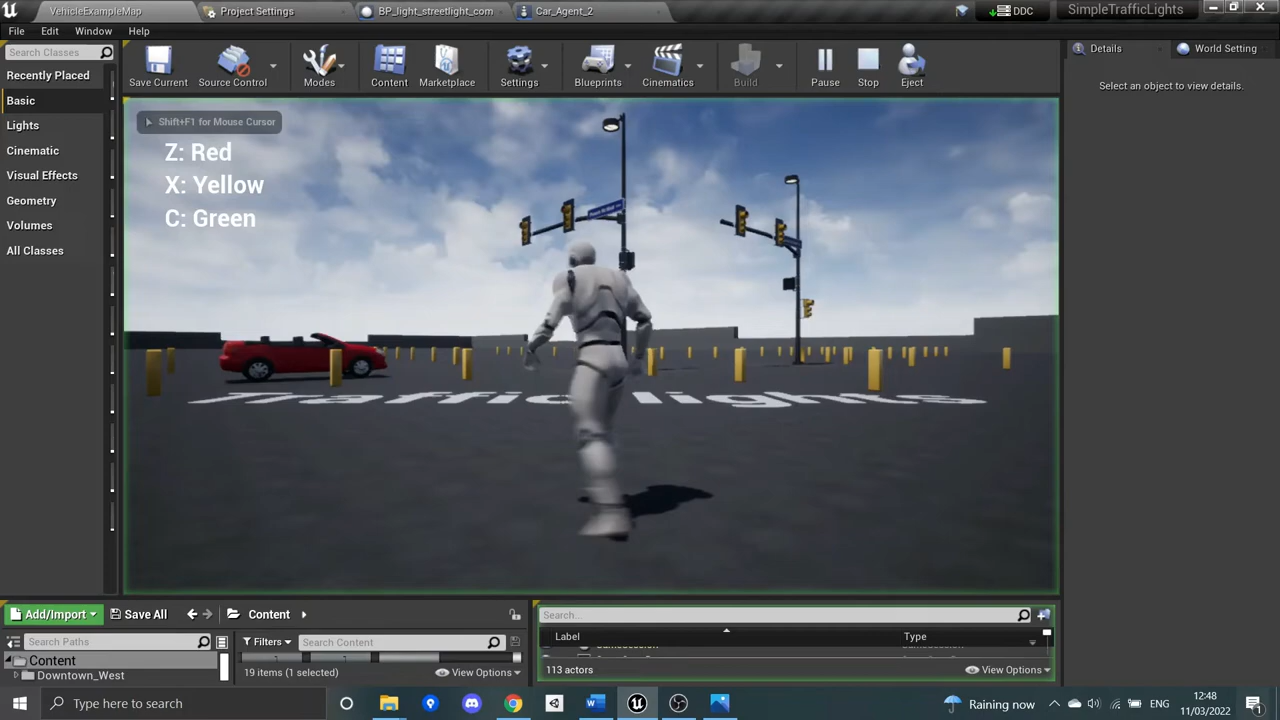 VehicleExampleMap
Project Settings
BP_light_streetlight_com
Car_Agent_2
DDC
SimpleTrafficLights
File Edit Window Help
Search Classes
Recently Placed
Basic
Lights
Cinematic
Visual Effects
Geometry
Volumes
All Classes
Save Current
Source Control
Modes
Content
Marketplace
Settings
Blueprints
Cinematics
Build
Pause
Stop
Eject
Details
World Setting
Select an object to view details.
Shift+F1 for Mouse Cursor
Z: Red
X: Yellow
C: Green
Traffic lights
Add/Import
Save All
Content
Search Paths
Filters
Search Content
Content
Downtown_West
19 items (1 selected)
View Options
Search...
Label
Type
113 actors
View Options
Type here to search
Raining now
ENG
12:48
11/03/2022
1